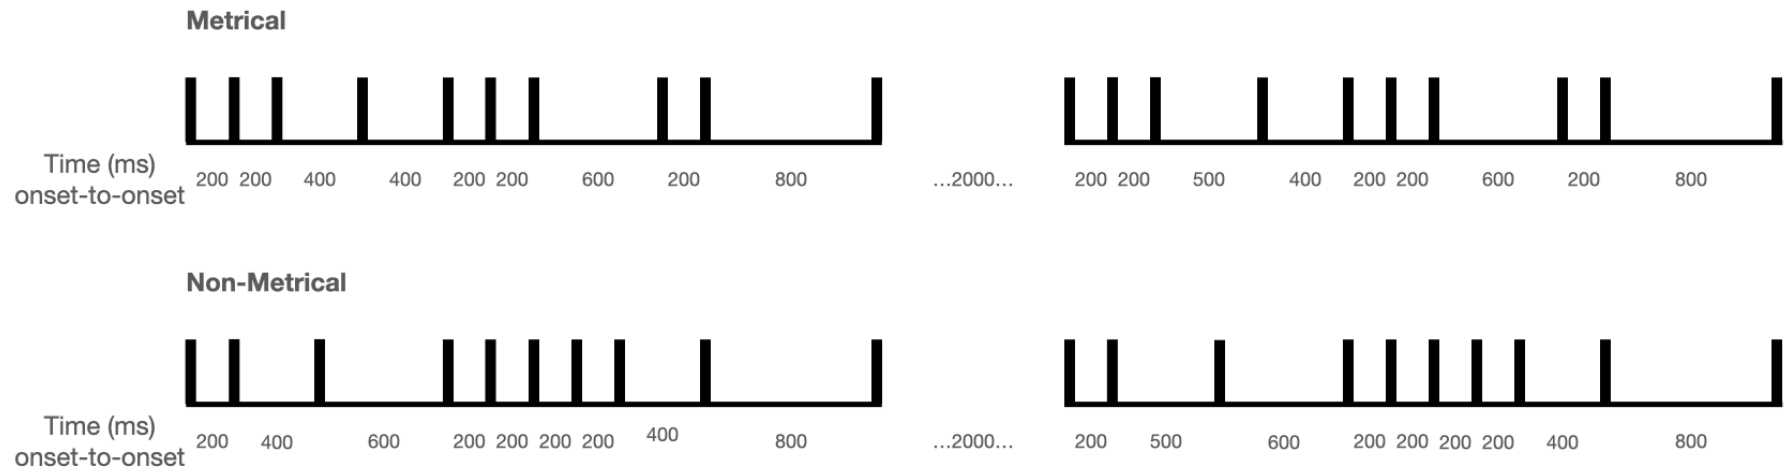 Metrical
Time (ms)
onset-to-onset
200 200 400 400 200 200 600 200 800 ...2000... 200 200 500 400 200 200 600 200 800
Non-Metrical
Time (ms)
onset-to-onset
200 400 600 200 200 200 200 400 800 ...2000... 200 500 600 200 200 200 200 400 800